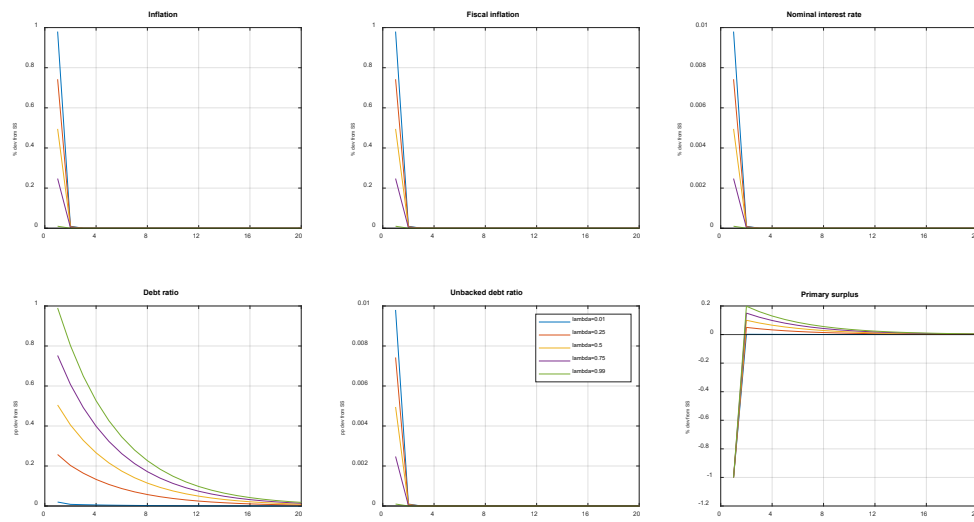 Inflation
Fiscal inflation
Nominal interest rate
1
0.8
0.6
0.4
0.2
0
% dev from SS
0 4 8 12 16 20
1
0.8
0.6
0.4
0.2
0
% dev from SS
0 4 8 12 16 20
0.01
0.008
0.006
0.004
0.002
0
% dev from SS
0 4 8 12 16 20
Debt ratio
Unbacked debt ratio
Primary surplus
1
0.8
0.6
0.4
0.2
0
pp dev from SS
0 4 8 12 16 20
0.01
0.008
0.006
0.004
0.002
0
pp dev from SS
lambda=0.01
lambda=0.25
lambda=0.5
lambda=0.75
lambda=0.99
0 4 8 12 16 20
0.2
0
-0.2
-0.4
-0.6
-0.8
-1
-1.2
% dev from SS
0 4 8 12 16 20